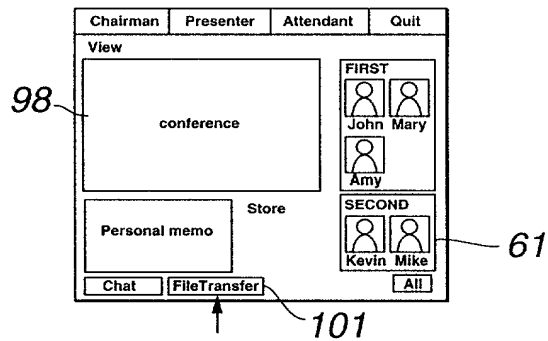 Chairman Presenter Attendant Quit
View
FIRST
98
conference
John Mary
Amy
Store
SECOND
Personal memo
61
Kevin Mike
Chat FileTransfer All
101